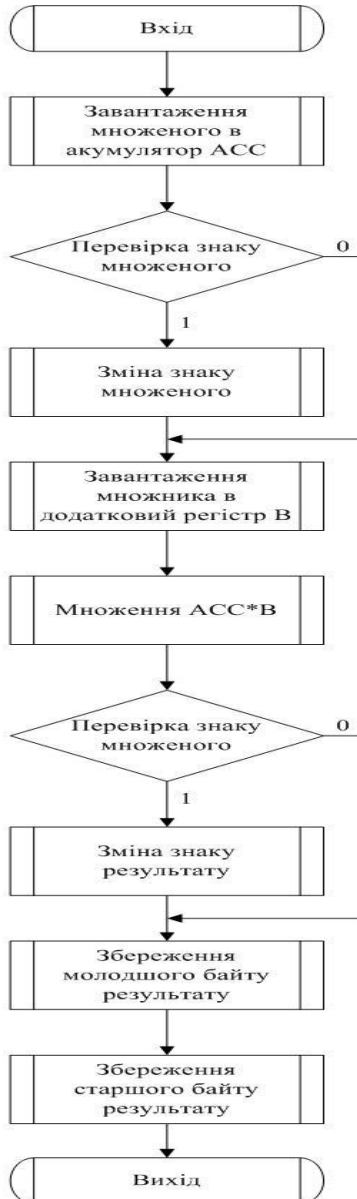 Вхід
Завантаження
множеного в
акумулятор АСС
Перевірка знаку
множеного
0
1
Зміна знаку
множеного
Завантаження
множника в
додатковий регістр В
Множення АСС*В
Перевірка знаку
множеного
0
1
Зміна знаку
результату
Збереження
молодшого байту
результату
Збереження
старшого байту
результату
Вихід